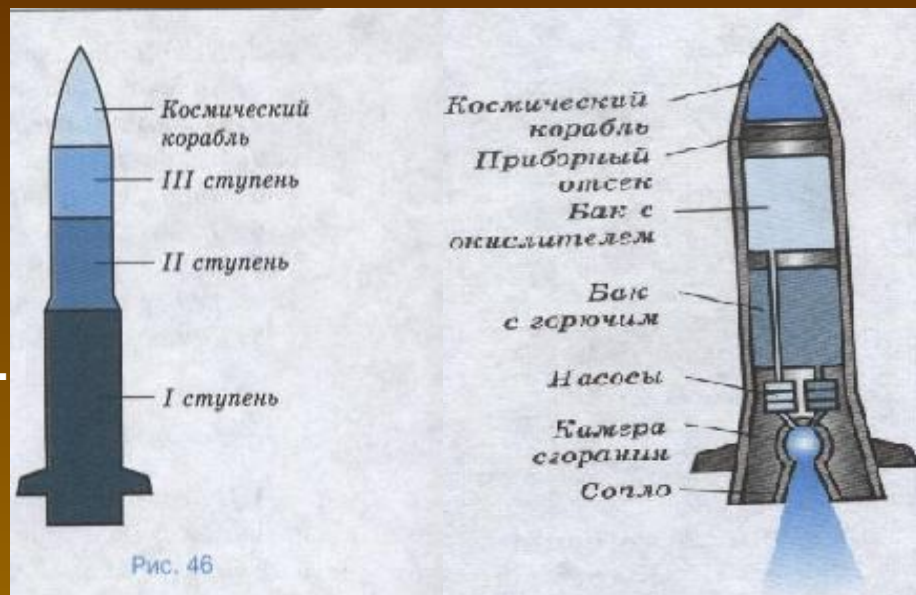 Космический
корабль
III ступень
II ступень
I ступень
Рис. 46
Космический
корабль
Приборный
отсек
Бак с
окислителем
Бак
с горючим
Насосы
Камера
сгорания
Сопло